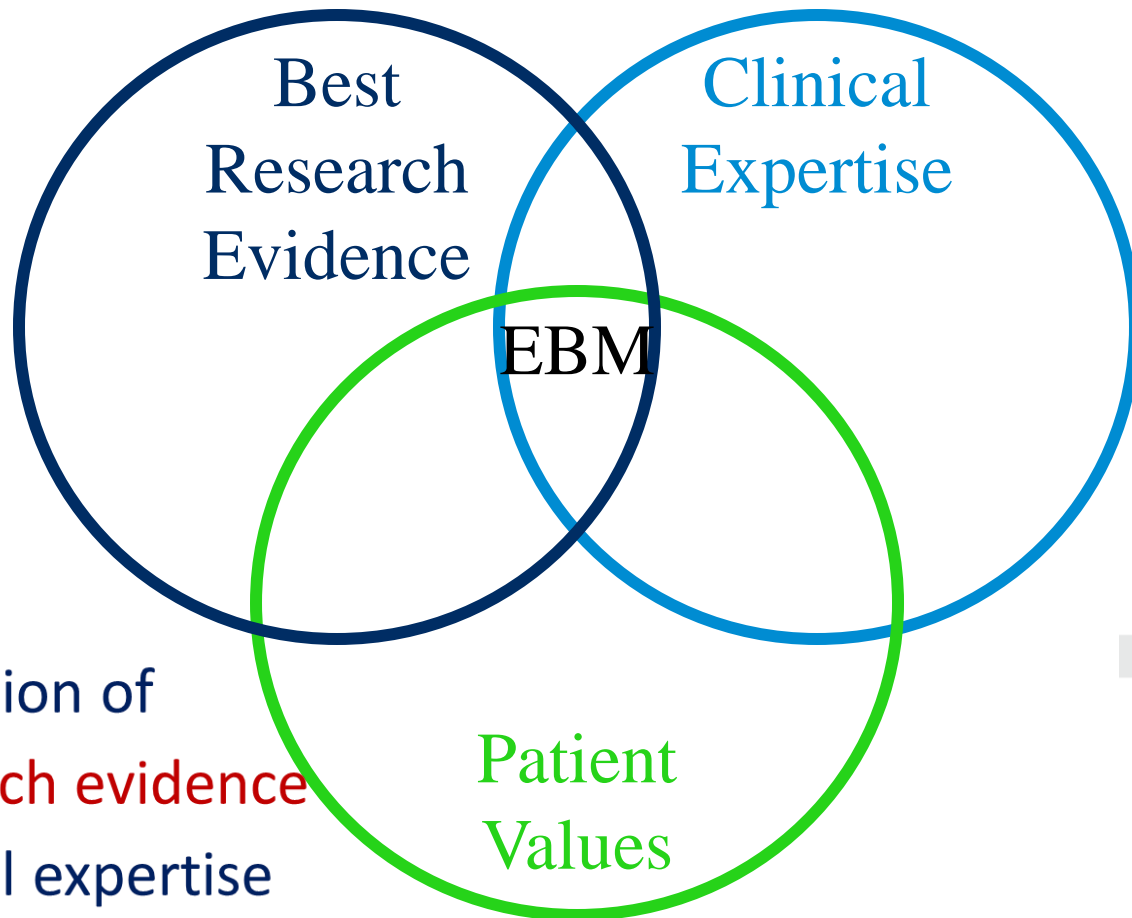 Best
Research
Evidence
Clinical
Expertise
EBM
ion of
ch evidence
l expertise
Patient
Values